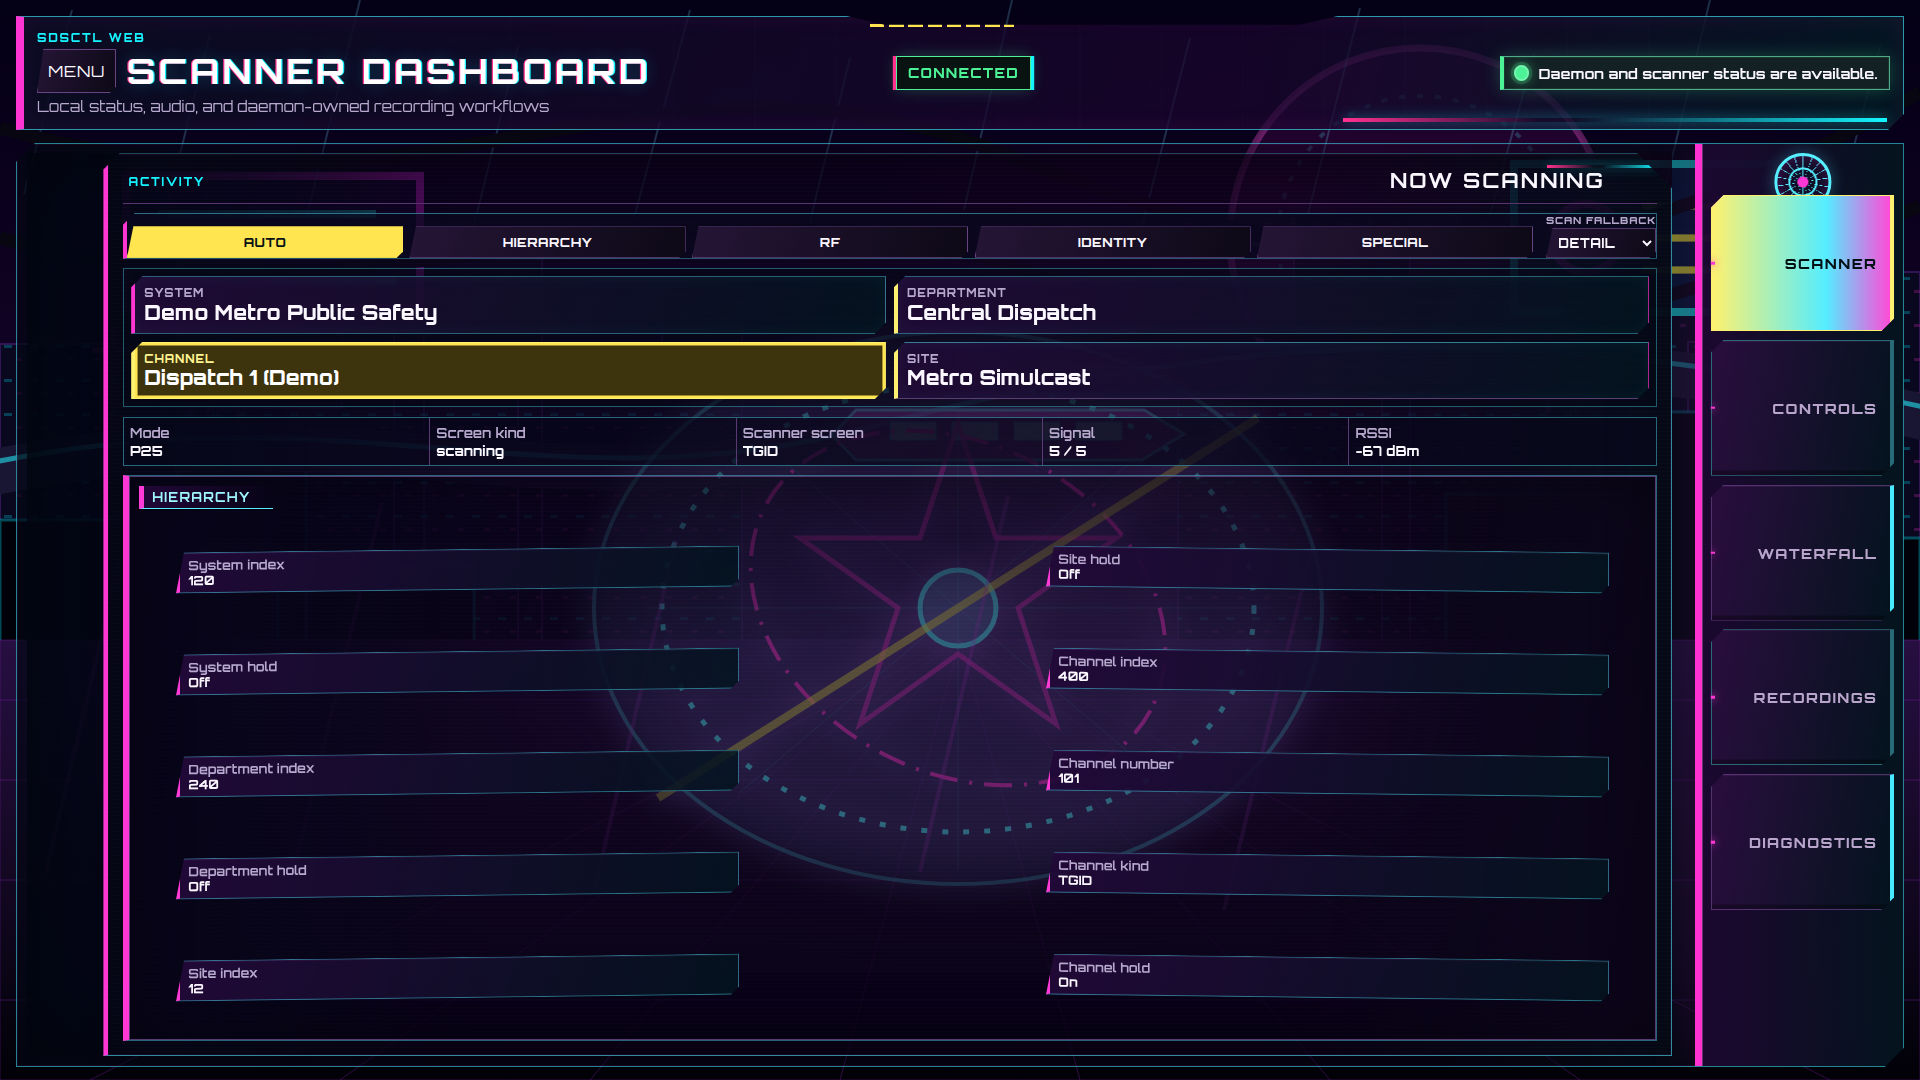 SDSCTL WEB
MENU
SCANNER DASHBOARD
Local status, audio, and daemon-owned recording workflows
CONNECTED
Daemon and scanner status are available.
ACTIVITY
NOW SCANNING
AUTO
HIERARCHY
RF
IDENTITY
SPECIAL
SCAN FALLBACK
DETAIL
SYSTEM
Demo Metro Public Safety
DEPARTMENT
Central Dispatch
CHANNEL
Dispatch 1 (Demo)
SITE
Metro Simulcast
Mode
P25
Screen kind
scanning
Scanner screen
TGID
Signal
5 / 5
RSSI
-67 dBm
HIERARCHY
System index
120
System hold
Off
Department index
240
Department hold
Off
Site index
12
Site hold
Off
Channel index
400
Channel number
101
Channel kind
TGID
Channel hold
On
SCANNER
CONTROLS
WATERFALL
RECORDINGS
DIAGNOSTICS